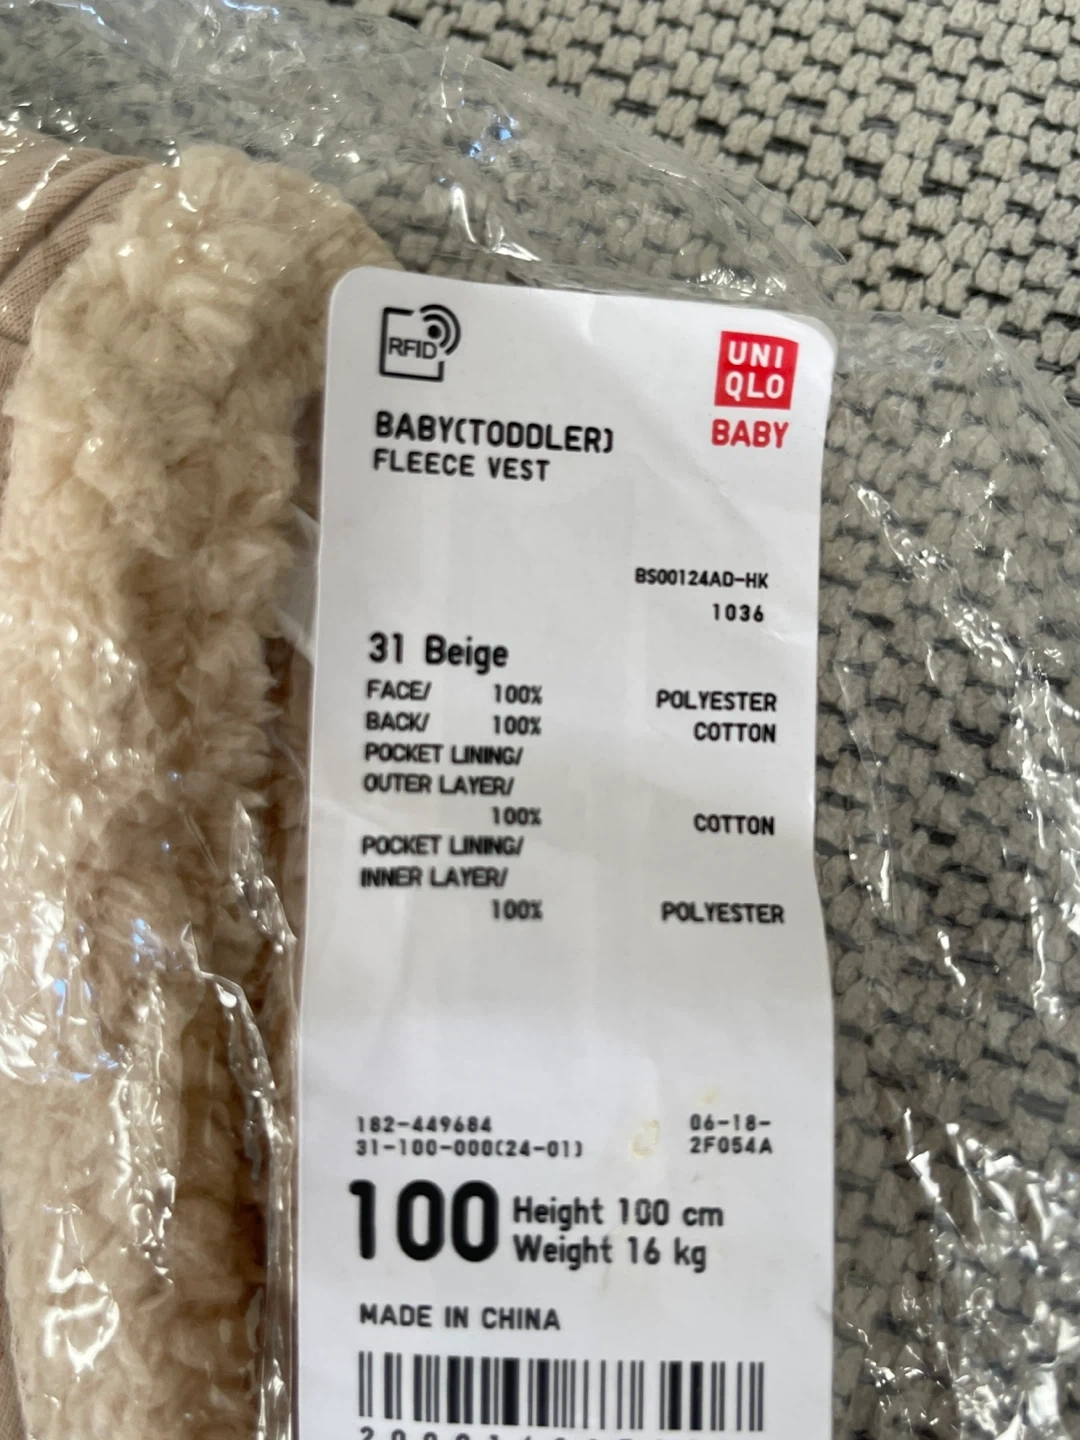 RFID
UNI
QLO
BABY
BABY(TODDLER)
FLEECE VEST
BS00124AD-HK
1036
31 Beige
FACE/ 100% POLYESTER
BACK/ 100% COTTON
POCKET LINING/
OUTER LAYER/
100% COTTON
POCKET LINING/
INNER LAYER/
100% POLYESTER
182-449684 06-18-
31-100-000(24-01) 2F054A
100 Height 100 cm
Weight 16 kg
MADE IN CHINA